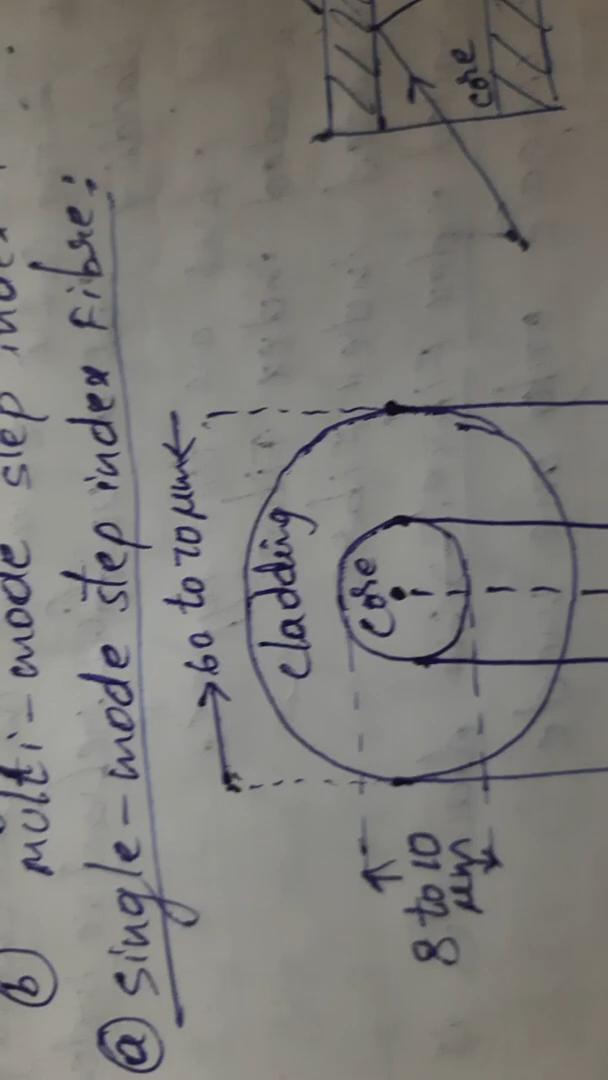 (b) multi-mode step index
(a) single-mode step index Fibre:
60 to 70 μm
cladding
core
8 to 10
μm
core